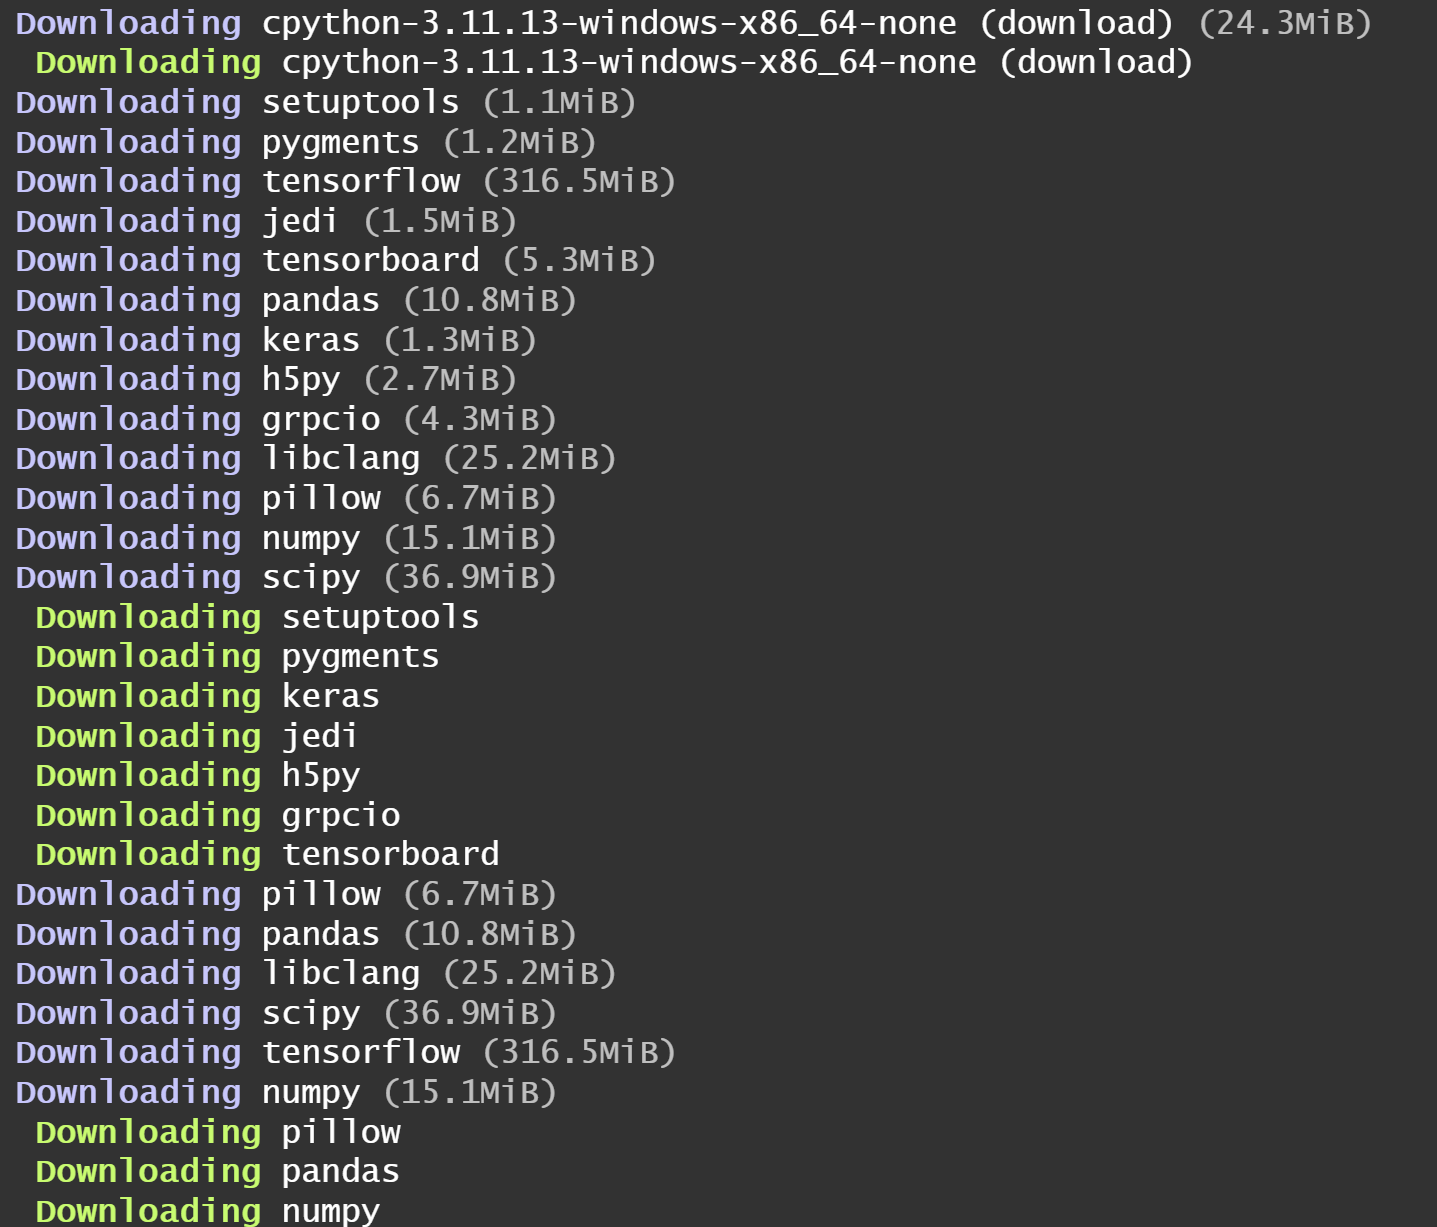 Downloading cpython-3.11.13-windows-x86_64-none (download) (24.3MiB)
Downloading cpython-3.11.13-windows-x86_64-none (download)
Downloading setuptools (1.1MiB)
Downloading pygments (1.2MiB)
Downloading tensorflow (316.5MiB)
Downloading jedi (1.5MiB)
Downloading tensorboard (5.3MiB)
Downloading pandas (10.8MiB)
Downloading keras (1.3MiB)
Downloading h5py (2.7MiB)
Downloading grpcio (4.3MiB)
Downloading libclang (25.2MiB)
Downloading pillow (6.7MiB)
Downloading numpy (15.1MiB)
Downloading scipy (36.9MiB)
Downloading setuptools
Downloading pygments
Downloading keras
Downloading jedi
Downloading h5py
Downloading grpcio
Downloading tensorboard
Downloading pillow (6.7MiB)
Downloading pandas (10.8MiB)
Downloading libclang (25.2MiB)
Downloading scipy (36.9MiB)
Downloading tensorflow (316.5MiB)
Downloading numpy (15.1MiB)
Downloading pillow
Downloading pandas
Downloading numpy